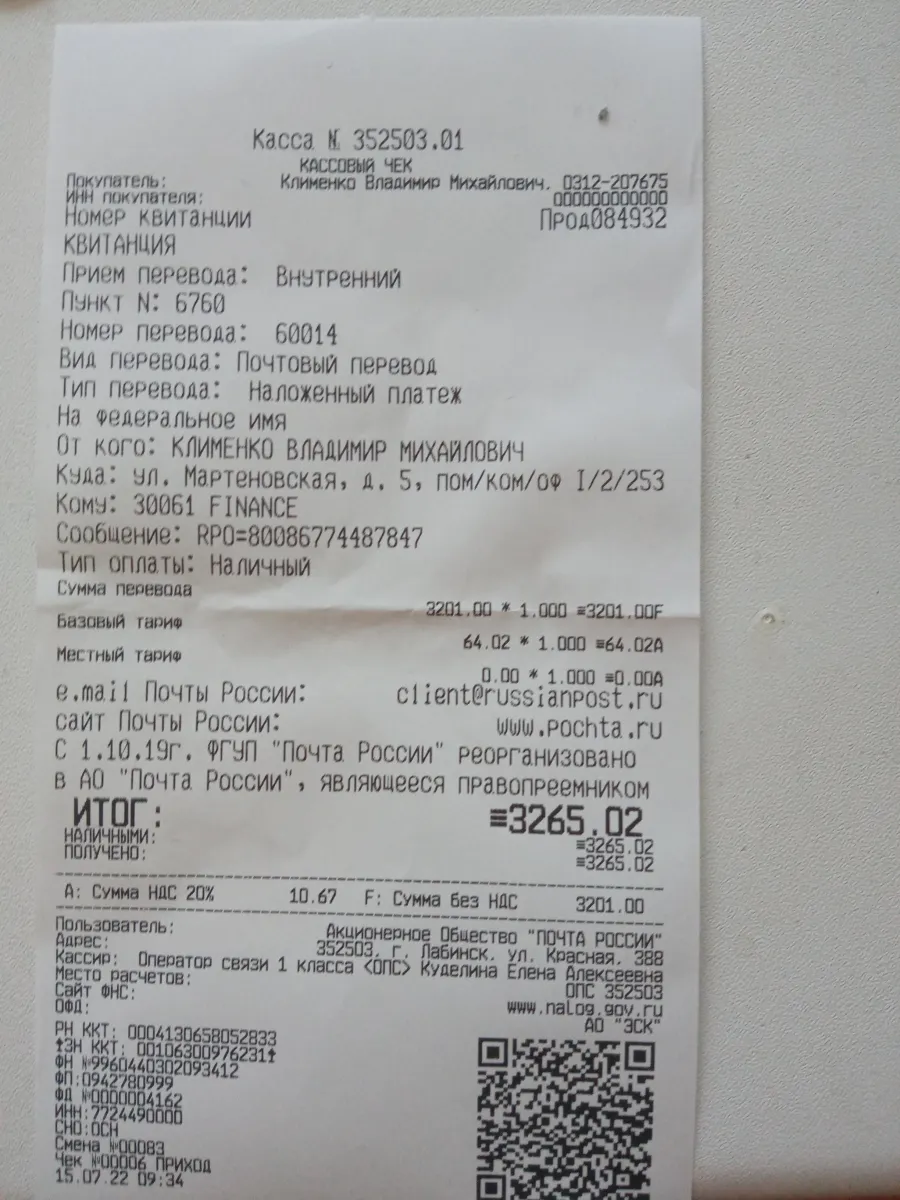 Касса № 352503.01
КАССОВЫЙ ЧЕК
Покупатель: Клименко Владимир Михайлович. 0312-207675
ИНН покупателя: 000000000000
Номер квитанции Прод084932
КВИТАНЦИЯ
Прием перевода: Внутренний
Пункт N: 6760
Номер перевода: 60014
Вид перевода: Почтовый перевод
Тип перевода: Наложенный платеж
На федеральное имя
От кого: КЛИМЕНКО ВЛАДИМИР МИХАЙЛОВИЧ
Куда: ул. Мартеновская, д. 5, пом/ком/оф I/2/253
Кому: 30061 FINANCE
Сообщение: RPO=80086774487847
Тип оплаты: Наличный
Сумма перевода
3201.00 * 1.000 ≡3201.00F
Базовый тариф
64.02 * 1.000 ≡64.02A
Местный тариф
0.00 * 1.000 ≡0.00A
e.mail Почты России: client@russianpost.ru
сайт Почты России: www.pochta.ru
С 1.10.19г. ФГУП "Почта России" реорганизовано
в АО "Почта России", являющееся правопреемником
ИТОГ: ≡3265.02
НАЛИЧНЫМИ: ≡3265.02
ПОЛУЧЕНО: ≡3265.02
A: Сумма НДС 20% 10.67 F: Сумма без НДС 3201.00
Пользователь: Акционерное Общество "ПОЧТА РОССИИ"
Адрес: 352503, г. Лабинск, ул. Красная, 388
Кассир: Оператор связи 1 класса <ОПС> Куделина Елена Алексеевна
Место расчетов: ОПС 352503
Сайт ФНС: www.nalog.gov.ru
ОФД: АО "ЭСК"
РН ККТ: 0004130658052833
ЗН ККТ: 00106300976231
ФН №9960440302093412
ФП:0942780999
ФД №0000004162
ИНН:7724490000
СНО:ОСН
Смена №00083
Чек №00006 ПРИХОД
15.07.22 09:34